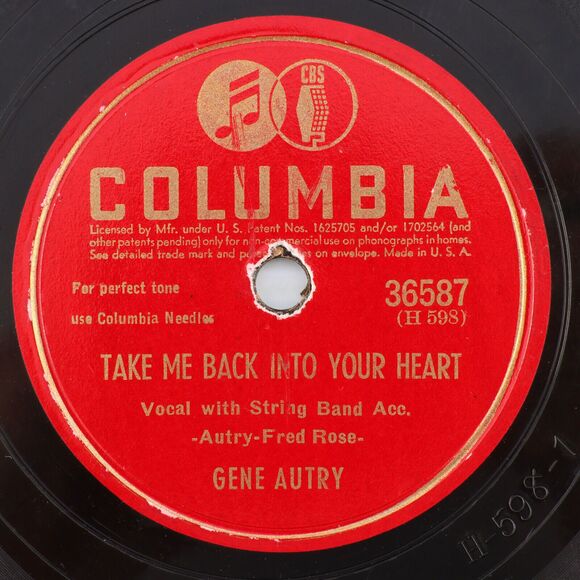 CBS
COLUMBIA
Licensed by Mfr. under U. S. Patent Nos. 1625705 and/or 1702564 (and
other patents pending) only for non-commercial use on phonographs in homes.
See detailed trade mark and on envelope. Made in U. S. A.
For perfect tone
use Columbia Needles
36587
(H 598)
TAKE ME BACK INTO YOUR HEART
Vocal with String Band Acc.
-Autry-Fred Rose-
GENE AUTRY
H-598-1